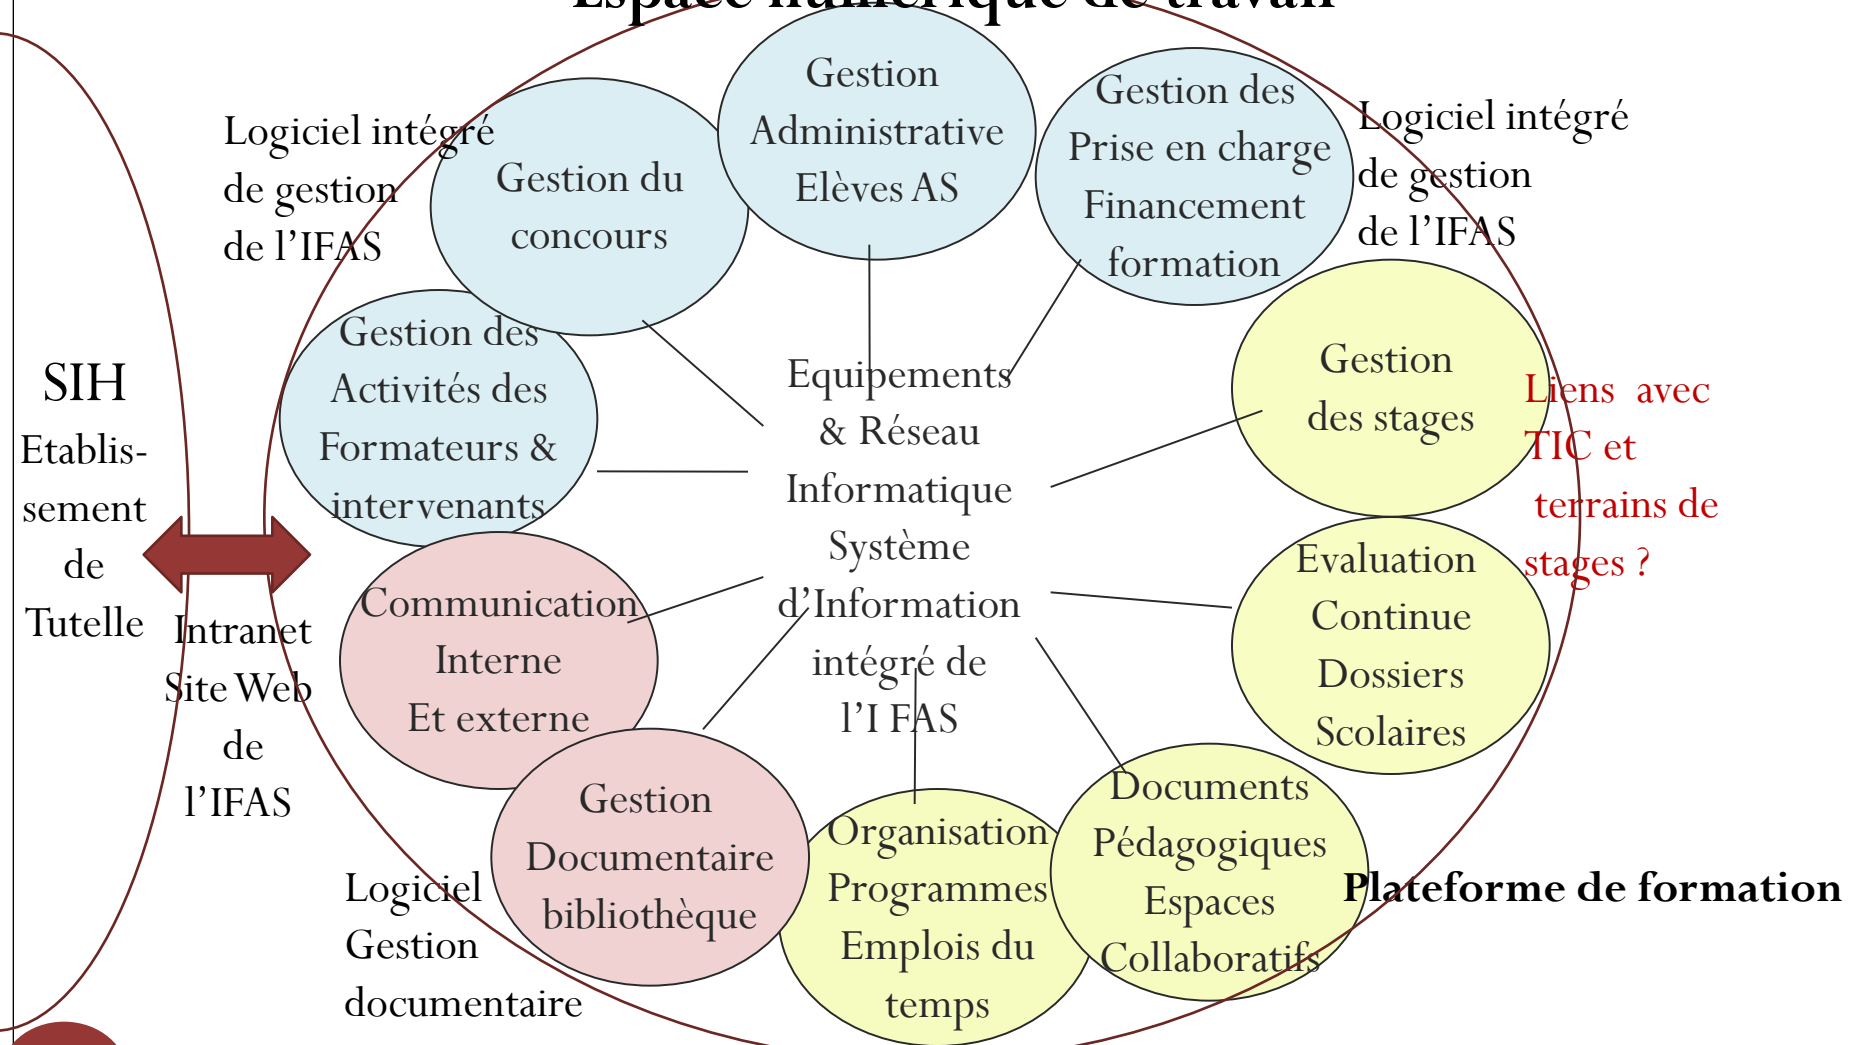 Espace numérique de travail
Logiciel intégré
de gestion
de l’IFAS
Gestion du
concours
Gestion
Administrative
Elèves AS
Gestion des
Prise en charge
Financement
formation
Logiciel intégré
de gestion
de l’IFAS
Gestion des
Activités des
Formateurs &
intervenants
SIH
Etablis-
sement
de
Tutelle
Equipements
& Réseau
Informatique
Système
d’Information
intégré de
l’I FAS
Gestion
des stages
Liens avec
TIC et
terrains de
stages ?
Evaluation
Continue
Dossiers
Scolaires
Intranet
Site Web
de
l’IFAS
Communication
Interne
Et externe
Gestion
Documentaire
bibliothèque
Logiciel
Gestion
documentaire
Organisation
Programmes
Emplois du
temps
Documents
Pédagogiques
Espaces
Collaboratifs
Plateforme de formation